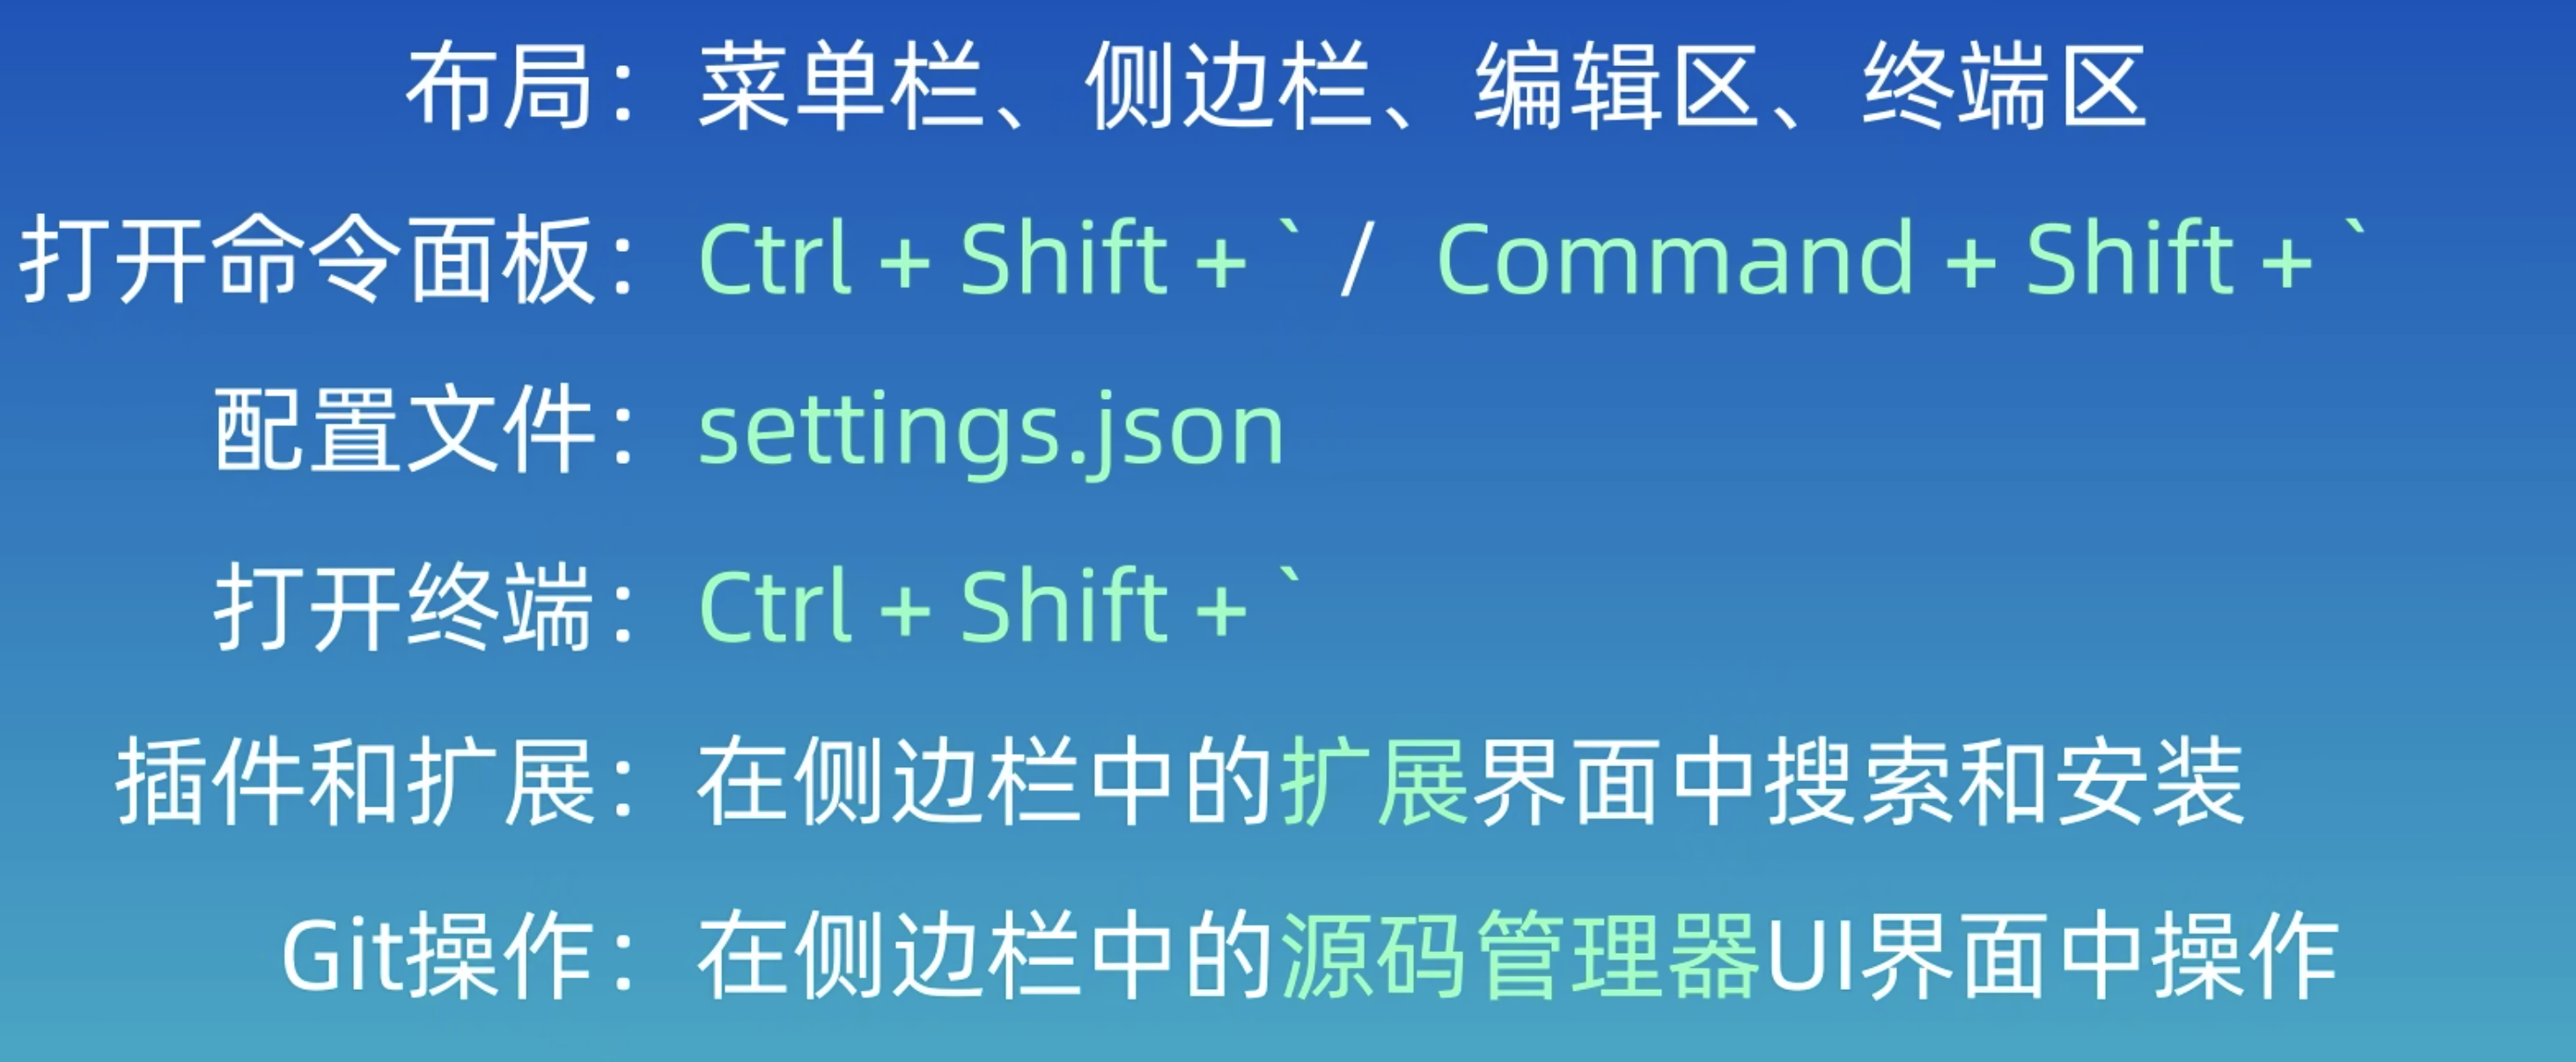 布局：菜单栏、侧边栏、编辑区、终端区
打开命令面板：Ctrl + Shift + ` / Command + Shift + `
配置文件：settings.json
打开终端：Ctrl + Shift + `
插件和扩展：在侧边栏中的扩展界面中搜索和安装
Git操作：在侧边栏中的源码管理器UI界面中操作